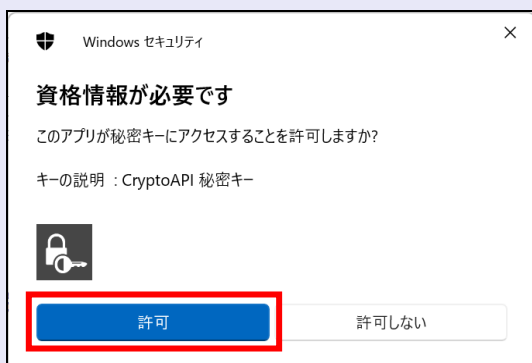 Windows セキュリティ
資格情報が必要です
このアプリが秘密キーにアクセスすることを許可しますか?
キーの説明 : CryptoAPI 秘密キー
許可
許可しない